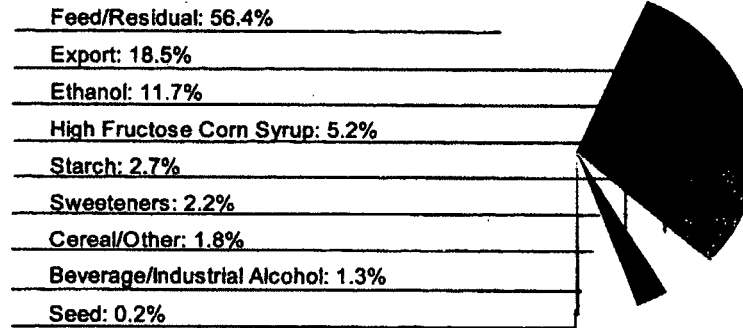 Feed/Residual: 56.4%
Export: 18.5%
Ethanol: 11.7%
High Fructose Corn Syrup: 5.2%
Starch: 2.7%
Sweeteners: 2.2%
Cereal/Other: 1.8%
Beverage/Industrial Alcohol: 1.3%
Seed: 0.2%